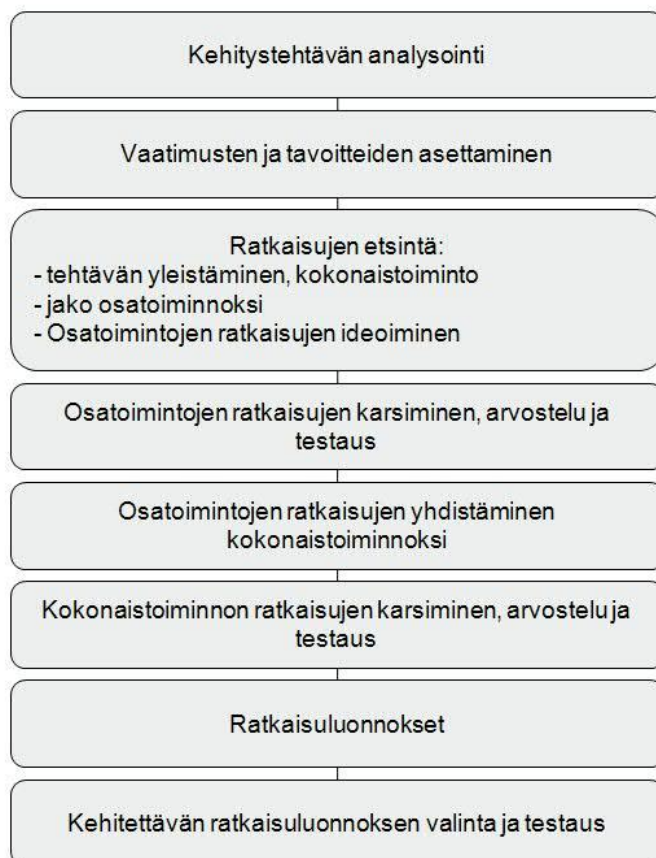 Kehitystehtävän analysointi
Vaatimusten ja tavoitteiden asettaminen
Ratkaisujen etsintä:
- tehtävän yleistäminen, kokonaistoiminto
- jako osatoiminnoksi
- Osatoimintojen ratkaisujen ideoiminen
Osatoimintojen ratkaisujen karsiminen, arvostelu ja
testaus
Osatoimintojen ratkaisujen yhdistäminen
kokonaistoiminnoksi
Kokonaistoiminnon ratkaisujen karsiminen, arvostelu ja
testaus
Ratkaisuluonnokset
Kehitettävän ratkaisuluonnoksen valinta ja testaus